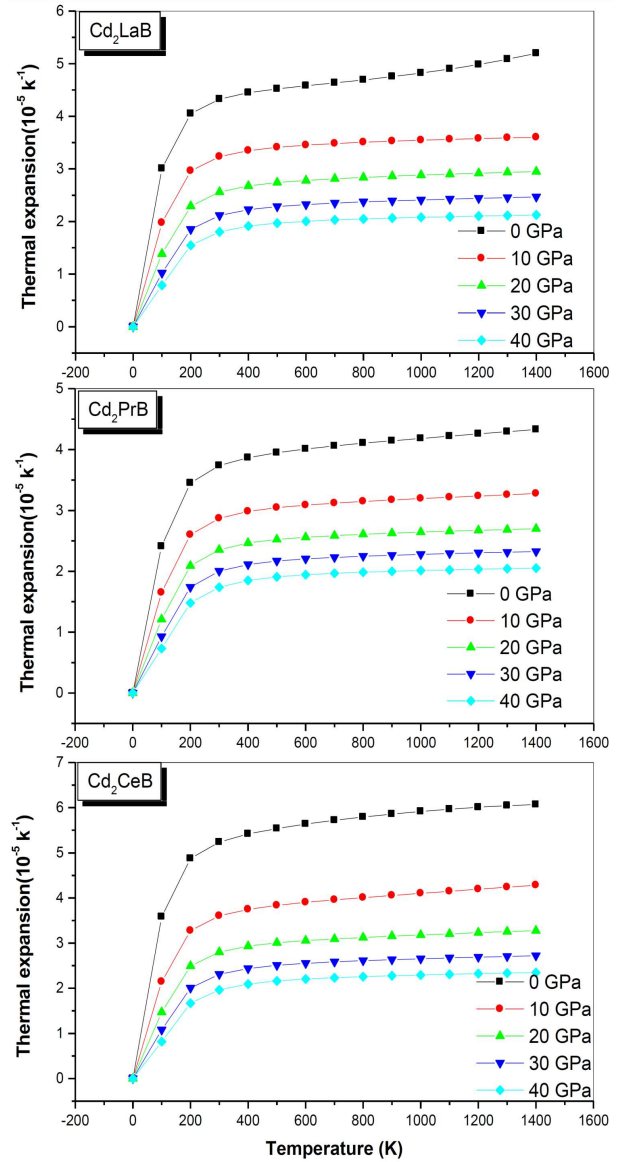 Cd₂LaB
Thermal expansion(10⁻⁵ k⁻¹)
6
5
4
3
2
1
0
0 GPa
10 GPa
20 GPa
30 GPa
40 GPa
-200 0 200 400 600 800 1000 1200 1400 1600
Cd₂PrB
Thermal expansion(10⁻⁵ k⁻¹)
5
4
3
2
1
0
0 GPa
10 GPa
20 GPa
30 GPa
40 GPa
-200 0 200 400 600 800 1000 1200 1400 1600
Cd₂CeB
Thermal expansion(10⁻⁵ k⁻¹)
7
6
5
4
3
2
1
0
0 GPa
10 GPa
20 GPa
30 GPa
40 GPa
-200 0 200 400 600 800 1000 1200 1400 1600
Temperature (K)